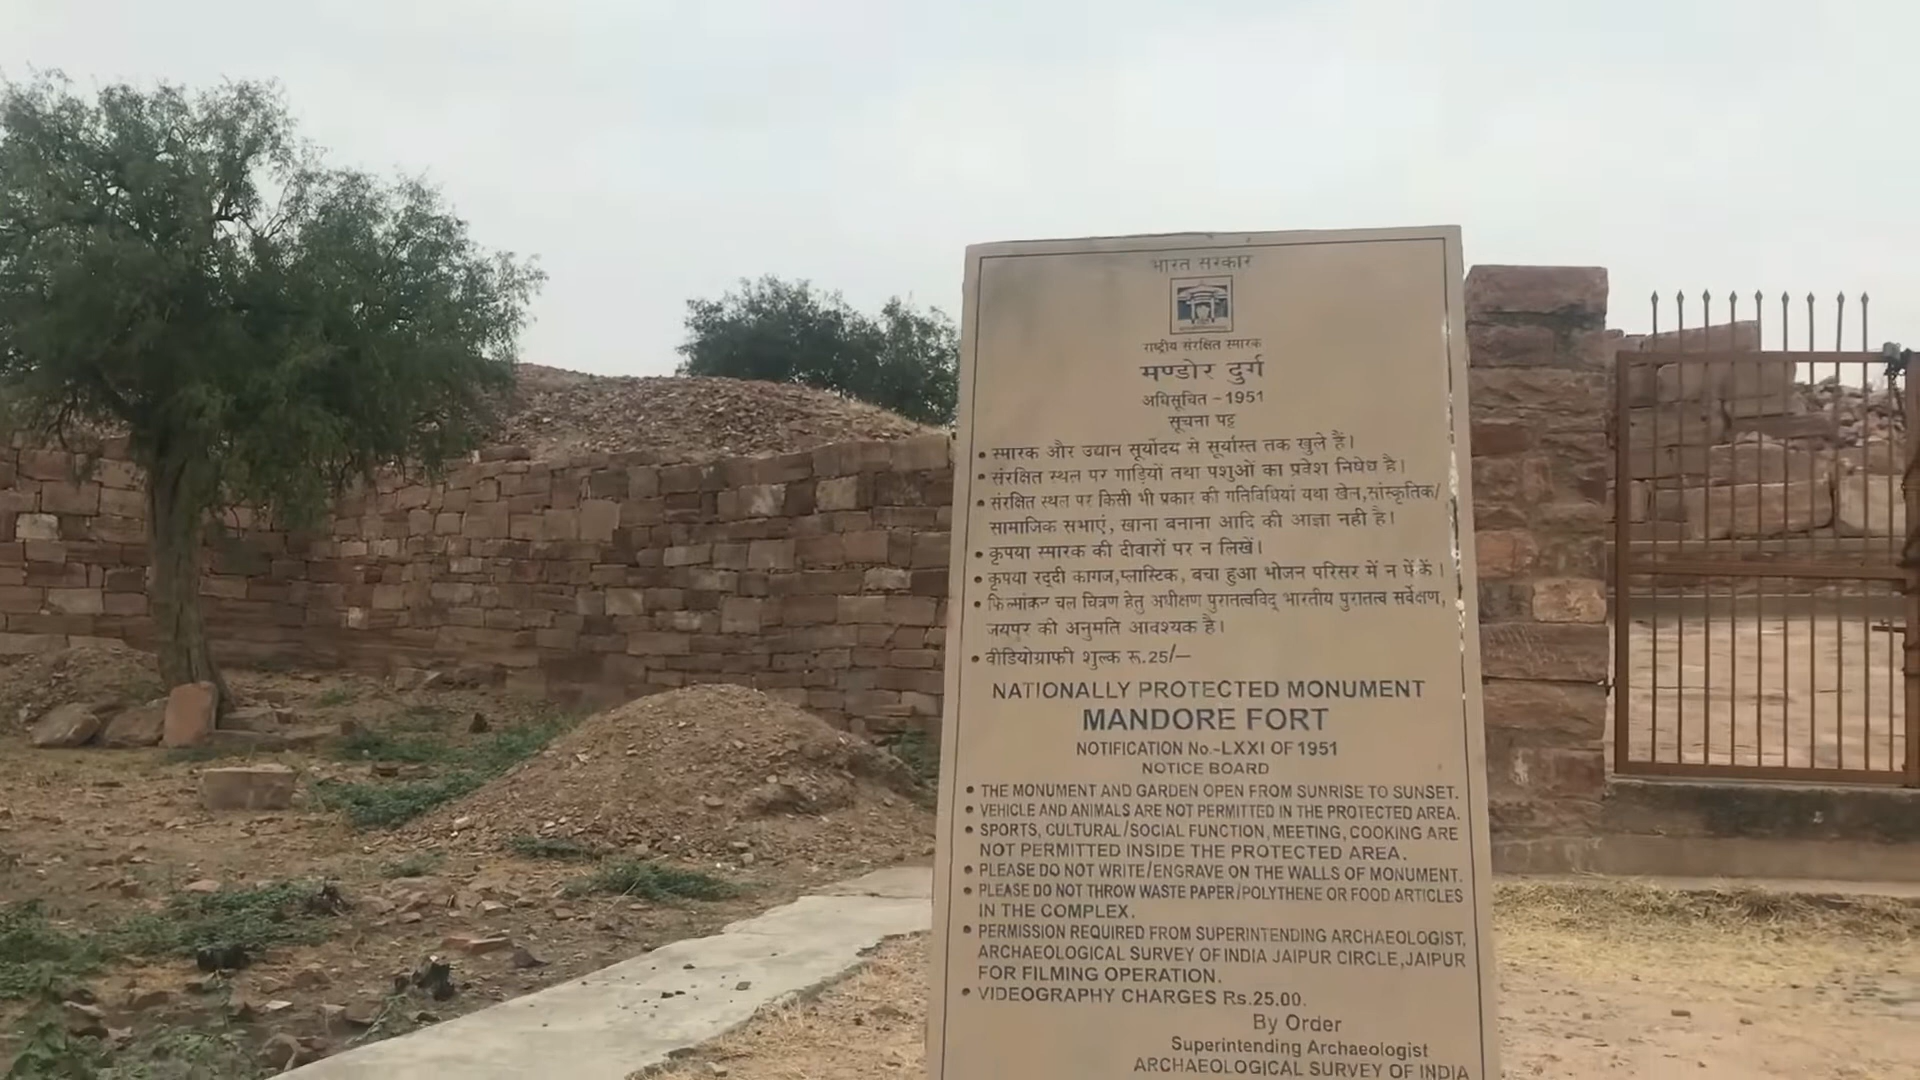 भारत सरकार
राष्ट्रीय संरक्षित स्मारक
मण्डोर दुर्ग
अधिसूचित - 1951
सूचना पट्ट
• स्मारक और उद्यान सूर्योदय से सूर्यास्त तक खुले हैं।
• संरक्षित स्थल पर गाड़ियों तथा पशुओं का प्रवेश निषेध है।
• संरक्षित स्थल पर किसी भी प्रकार की गतिविधियां यथा खेल,सांस्कृतिक/
सामाजिक सभाएं, खाना बनाना आदि की आज्ञा नही है।
• कृपया स्मारक की दीवारों पर न लिखें।
• कृपया रद्दी कागज,प्लास्टिक, बचा हुआ भोजन परिसर में न फेंकें।
• फिल्मांकन चल चित्रण हेतु अधीक्षण पुरातत्वविद् भारतीय पुरातत्व सर्वेक्षण,
जयपुर की अनुमति आवश्यक है।
• वीडियोग्राफी शुल्क रू.25/—
NATIONALLY PROTECTED MONUMENT
MANDORE FORT
NOTIFICATION No.-LXXI OF 1951
NOTICE BOARD
• THE MONUMENT AND GARDEN OPEN FROM SUNRISE TO SUNSET.
• VEHICLE AND ANIMALS ARE NOT PERMITTED IN THE PROTECTED AREA.
• SPORTS, CULTURAL/SOCIAL FUNCTION, MEETING, COOKING ARE
NOT PERMITTED INSIDE THE PROTECTED AREA.
• PLEASE DO NOT WRITE/ENGRAVE ON THE WALLS OF MONUMENT.
• PLEASE DO NOT THROW WASTE PAPER/POLYTHENE OR FOOD ARTICLES
IN THE COMPLEX.
• PERMISSION REQUIRED FROM SUPERINTENDING ARCHAEOLOGIST,
ARCHAEOLOGICAL SURVEY OF INDIA JAIPUR CIRCLE,JAIPUR
FOR FILMING OPERATION.
• VIDEOGRAPHY CHARGES Rs.25.00.
By Order
Superintending Archaeologist
ARCHAEOLOGICAL SURVEY OF INDIA